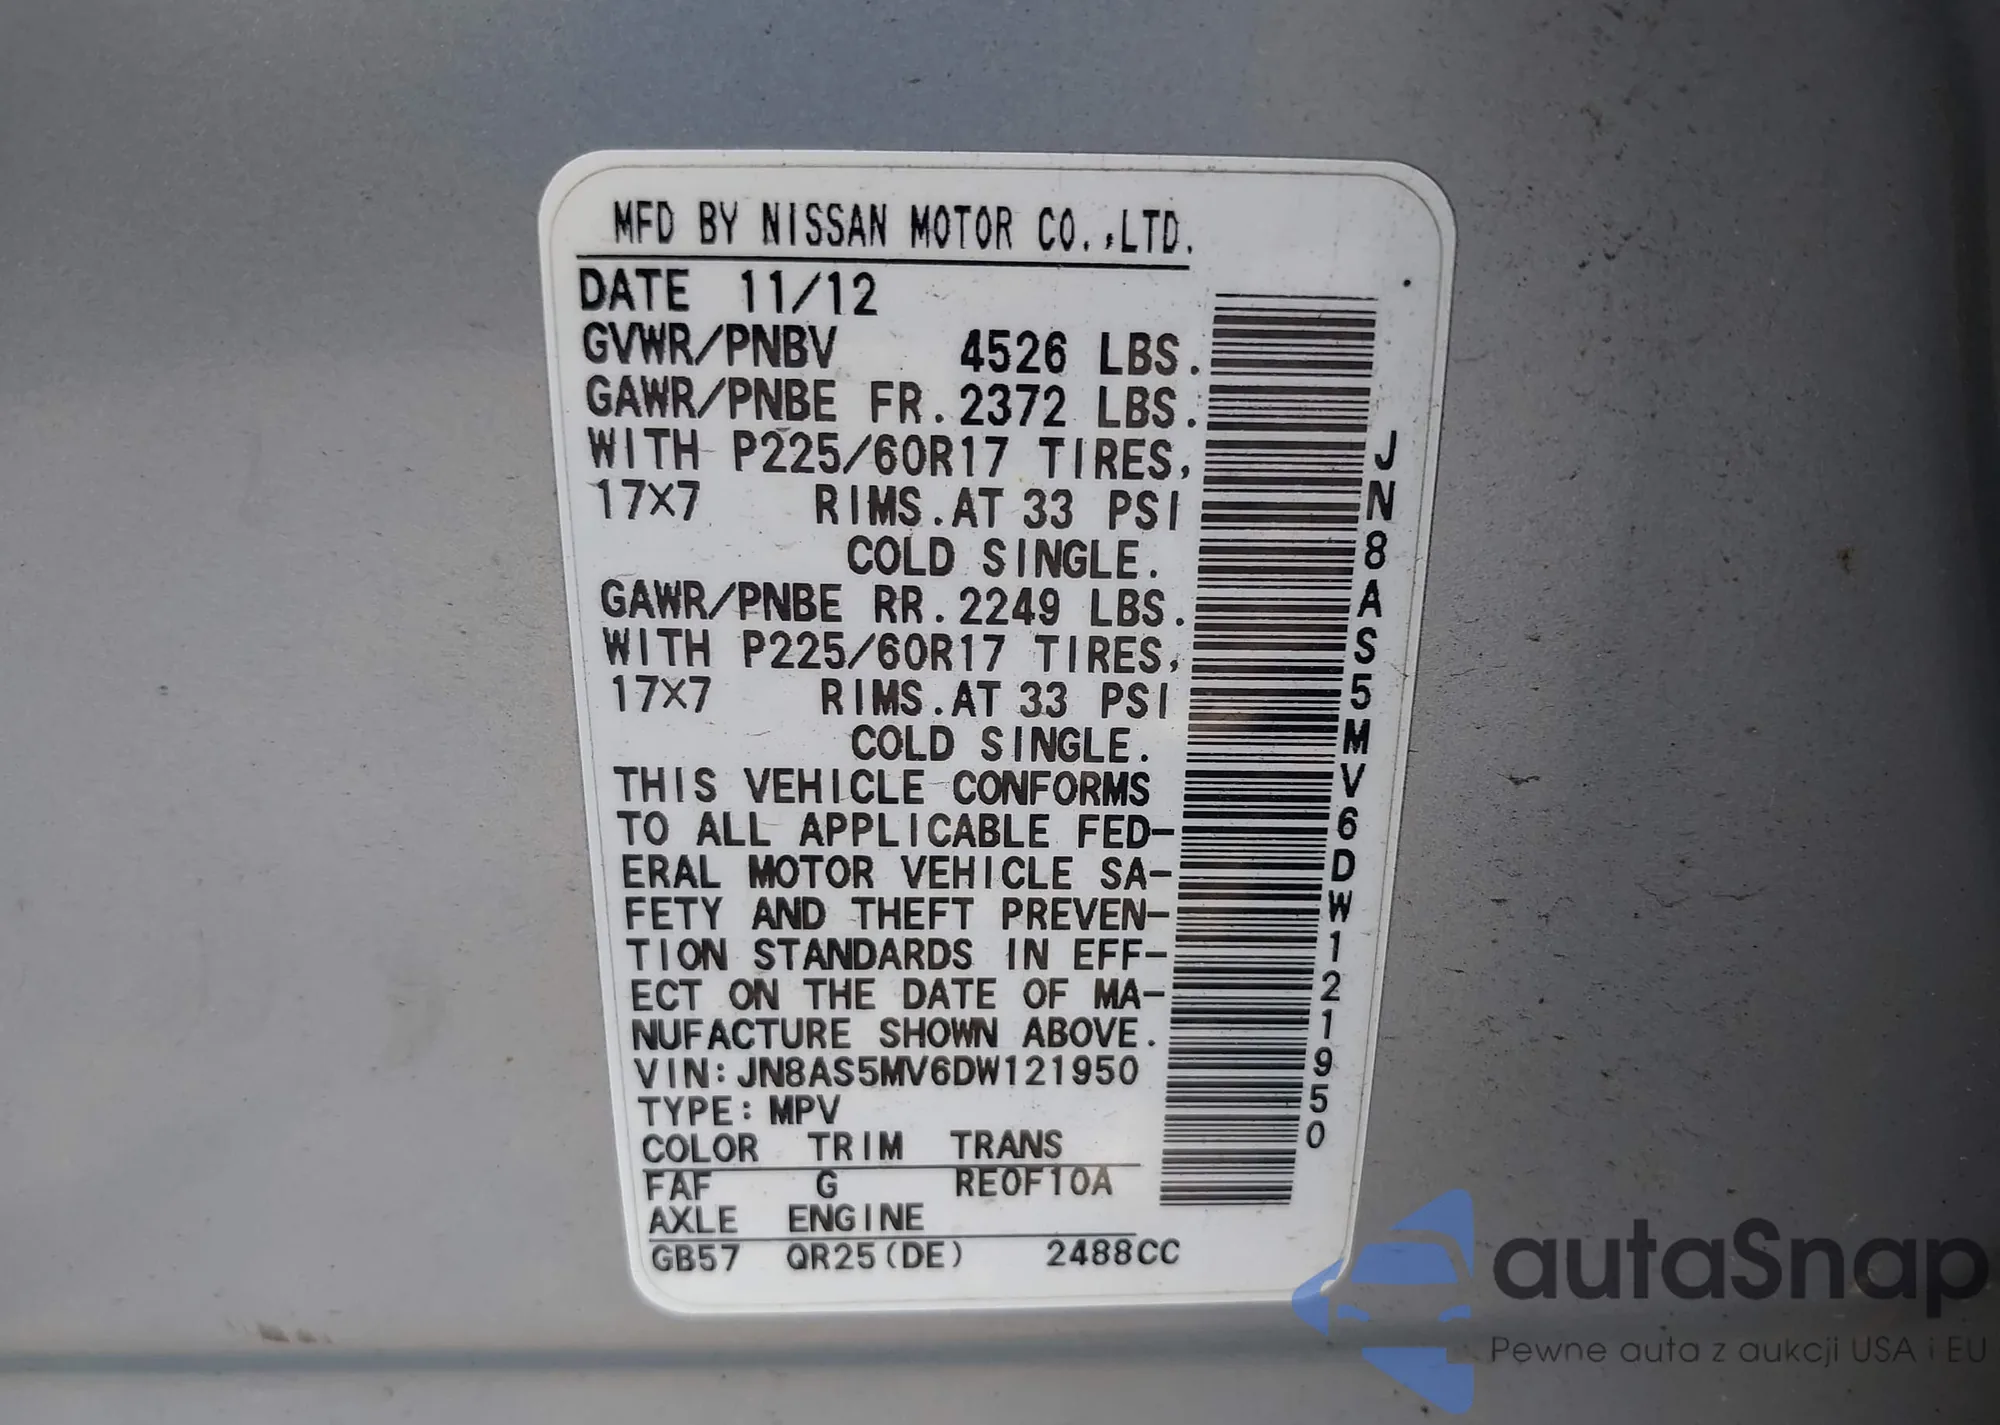 MFD BY NISSAN MOTOR CO.,LTD.
DATE 11/12
GVWR/PNBV 4526 LBS.
GAWR/PNBE FR.2372 LBS.
WITH P225/60R17 TIRES,
17X7 RIMS.AT 33 PSI
COLD SINGLE.
GAWR/PNBE RR.2249 LBS.
WITH P225/60R17 TIRES,
17X7 RIMS.AT 33 PSI
COLD SINGLE.
THIS VEHICLE CONFORMS
TO ALL APPLICABLE FED-
ERAL MOTOR VEHICLE SA-
FETY AND THEFT PREVEN-
TION STANDARDS IN EFF-
ECT ON THE DATE OF MA-
NUFACTURE SHOWN ABOVE.
VIN:JN8AS5MV6DW121950
TYPE:MPV
COLOR TRIM TRANS
FAF G RE0F10A
AXLE ENGINE
GB57 QR25(DE) 2488CC
JN8AS5MV6DW121950
autaSnap
Pewne auta z aukcji USA i EU